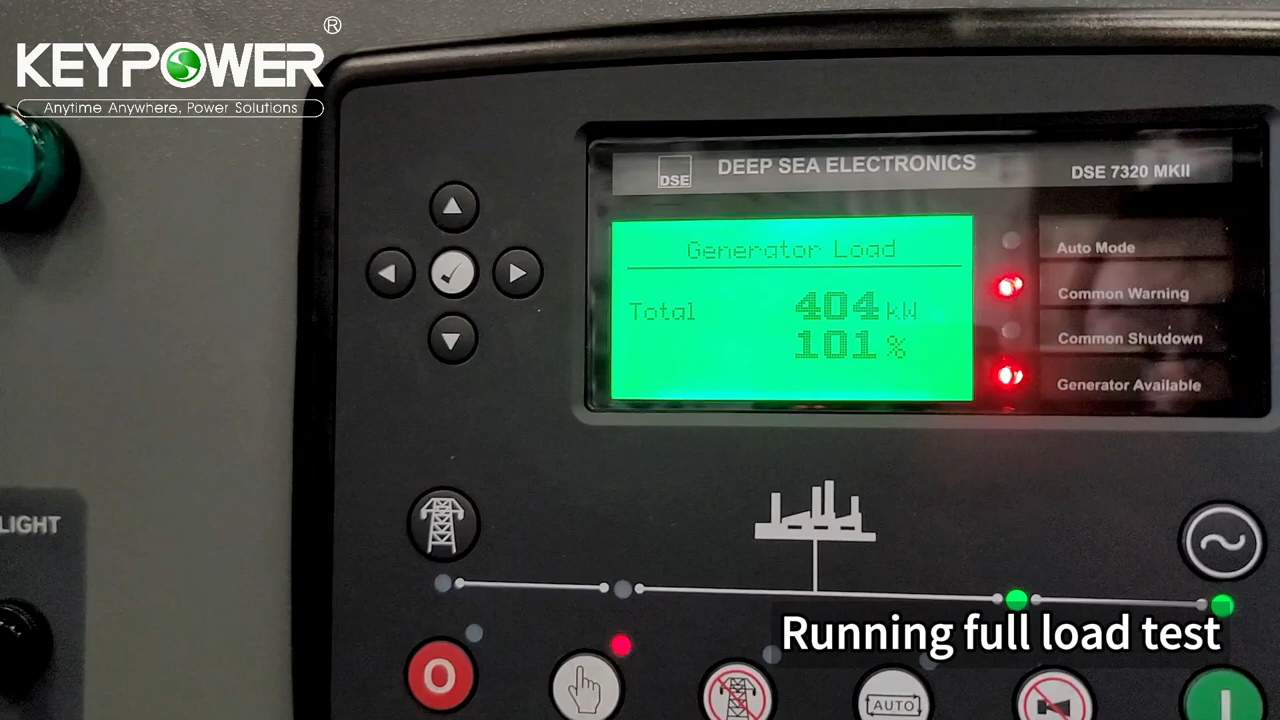 KEYPOWER®
Anytime Anywhere, Power Solutions
DSE
DEEP SEA ELECTRONICS
DSE 7320 MKII
Generator Load
Total 404 kW
101 %
Auto Mode
Common Warning
Common Shutdown
Generator Available
LIGHT
Running full load test
O
AUTO
I